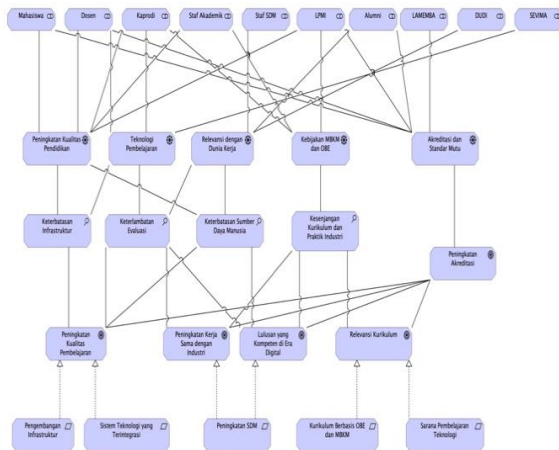 Mahasiswa
Dosen
Kaprodi
Staf Akademik
Staf SDM
LPMI
Alumni
LAMEMBA
DUDI
SEVIMA
Peningkatan Kualitas
Pendidikan
Teknologi
Pembelajaran
Relevansi dengan
Dunia Kerja
Kebijakan MBKM
dan OBE
Akreditasi dan
Standar Mutu
Keterbatasan
Infrastruktur
Keterlambatan
Evaluasi
Keterbatasan Sumber
Daya Manusia
Kesenjangan
Kurikulum dan
Praktik Industri
Peningkatan
Akreditasi
Peningkatan
Kualitas
Pembelajaran
Peningkatan Kerja
Sama dengan
Industri
Lulusan yang
Kompeten di Era
Digital
Relevansi Kurikulum
Pengembangan
Infrastruktur
Sistem Teknologi yang
Terintegrasi
Peningkatan SDM
Kurikulum Berbasis OBE
dan MBKM
Sarana Pembelajaran
Teknologi